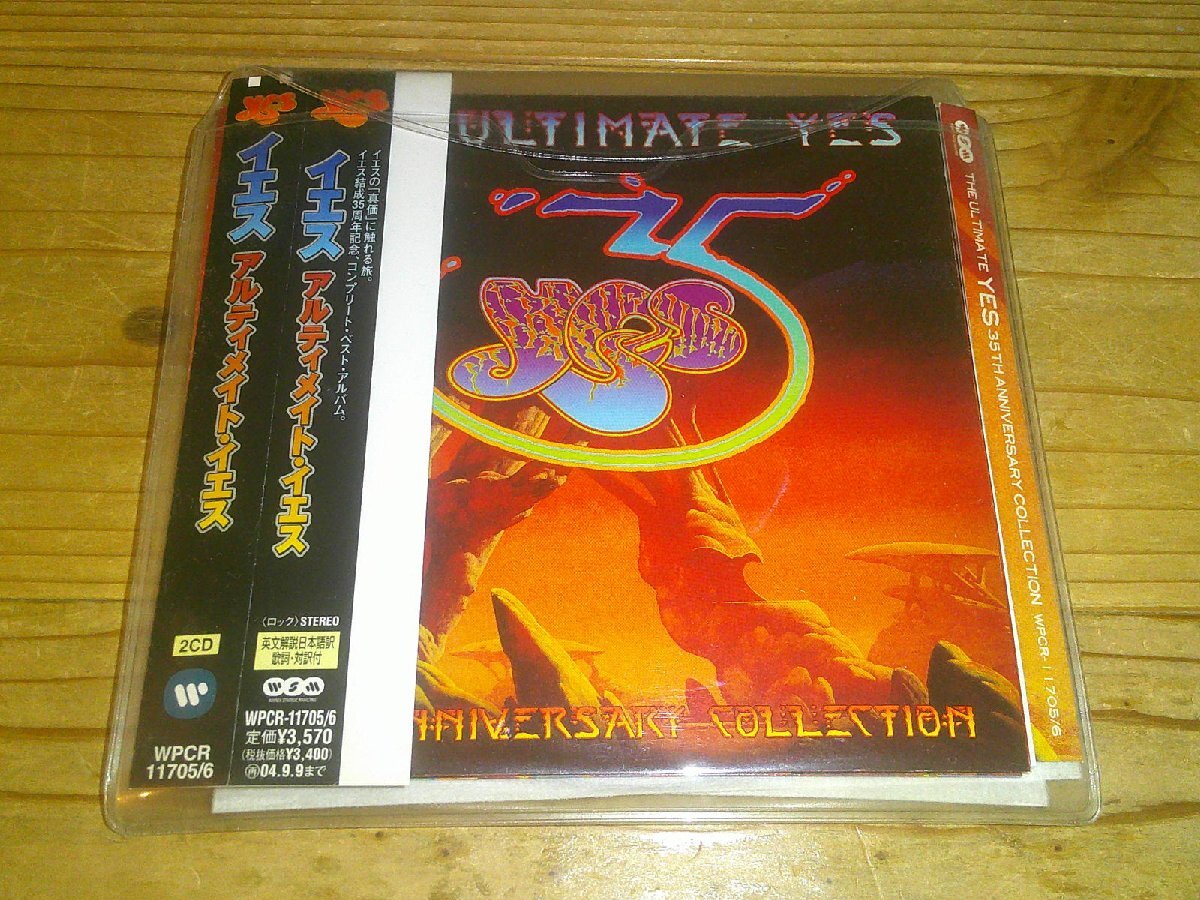 yes
イエス
アルティメイト・イエス
2CD
WPCR
11705/6
yes
イエス
アルティメイト・イエス
イエスの「真価」に触れる旅。
イエス結成35周年記念、コンプリート・ベスト・アルバム。
〈ロック〉STEREO
英文解説日本語訳
歌詞・対訳付
wsm
WPCR-11705/6
定価¥3,570
(税抜価格¥3,400)
04.9.9まで
ULTIMATE YES
35
yes
NNIVERSARY COLLECTION
wsm
THE ULTIMATE YES 35TH ANNIVERSARY COLLECTION WPCR-11705/6